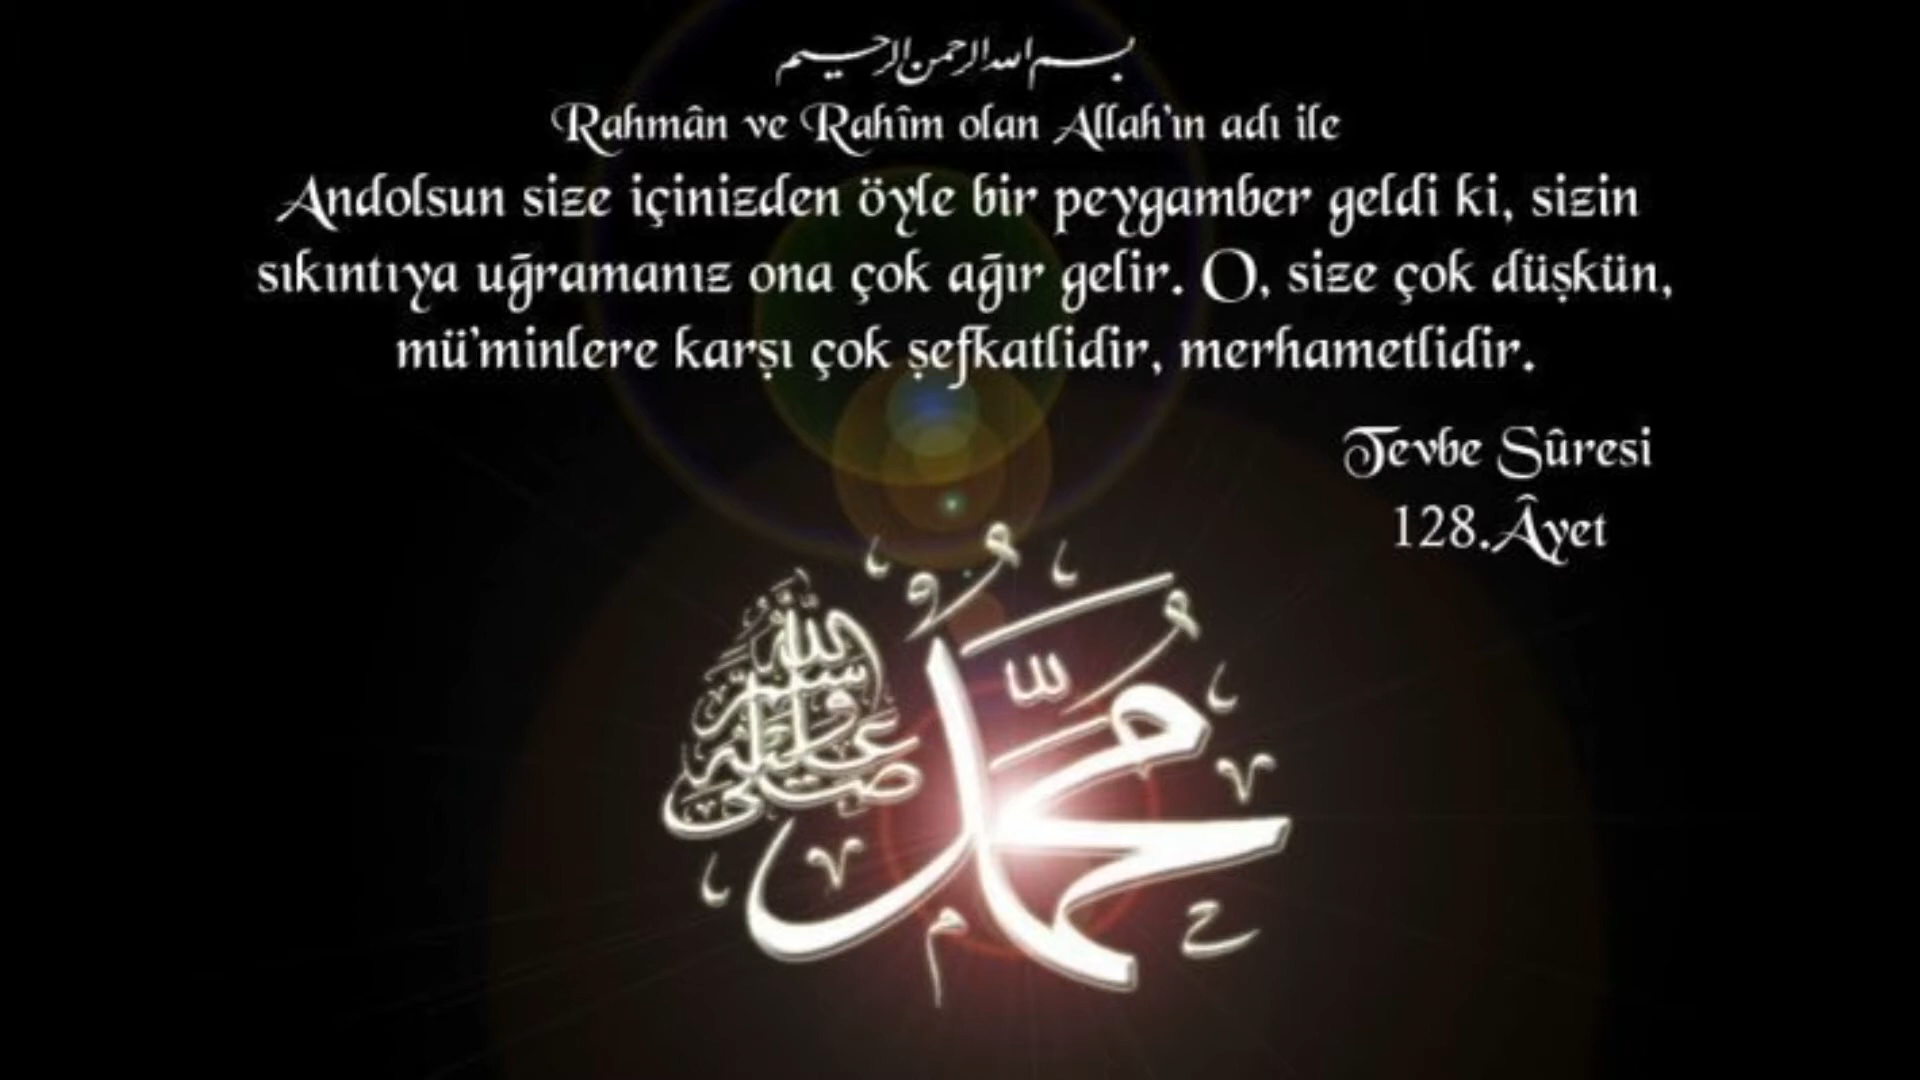 بسم الله الرحمن الرحيم
Rahmân ve Rahîm olan Allah'ın adı ile
Andolsun size içinizden öyle bir peygamber geldi ki, sizin
sıkıntıya uğramanız ona çok ağır gelir. O, size çok düşkün,
mü'minlere karşı çok şefkatlidir, merhametlidir.
Tevbe Sûresi
128.Âyet
محمد
صلى الله عليه وسلم